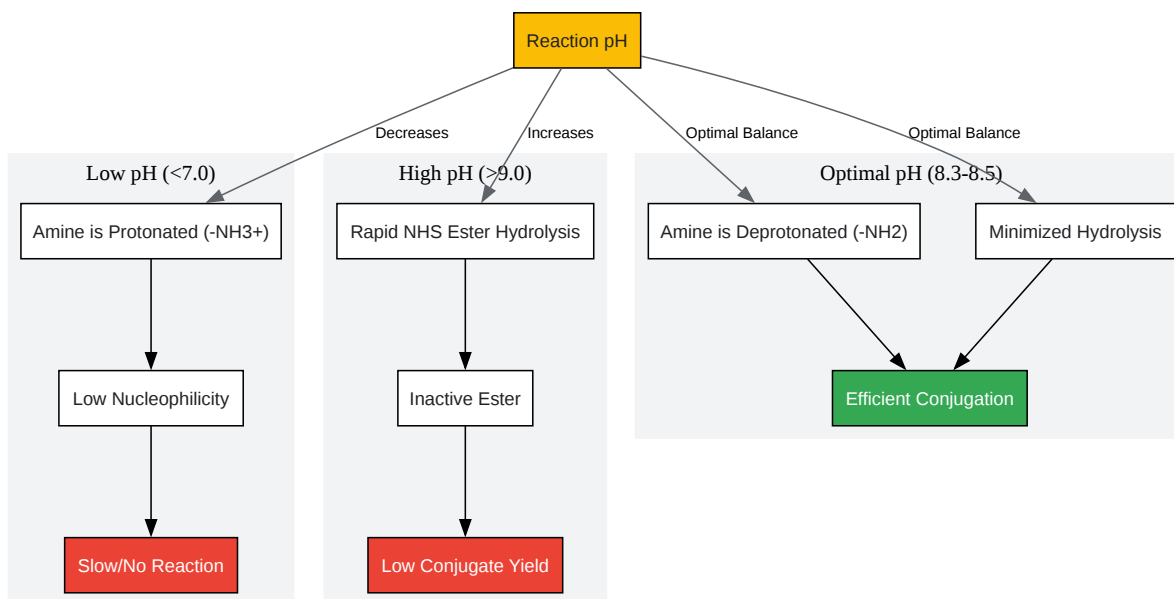 Reaction pH
Decreases
Increases
Optimal Balance
Optimal Balance
Low pH (<7.0)
High pH (>9.0)
Optimal pH (8.3-8.5)
Amine is Protonated (-NH3+)
Rapid NHS Ester Hydrolysis
Amine is Deprotonated (-NH2)
Minimized Hydrolysis
Low Nucleophilicity
Inactive Ester
Efficient Conjugation
Slow/No Reaction
Low Conjugate Yield